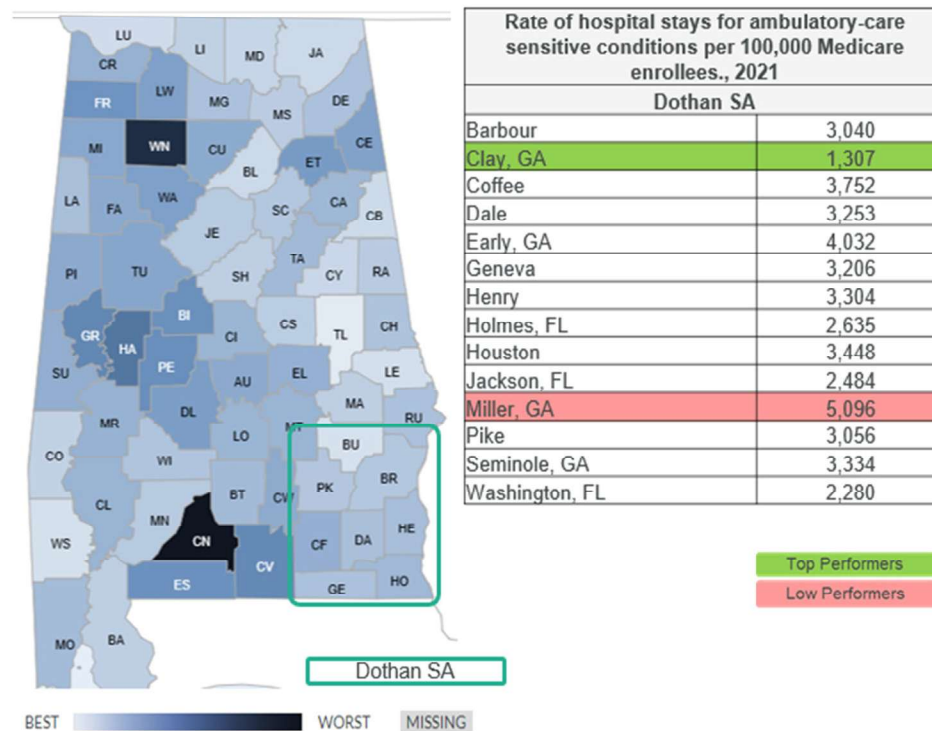 LU
LI
MD
JA
CR
LW
FR
MG
MS
DE
MI
WN
CU
BL
ET
CE
LA
FA
WA
JE
SC
CA
CB
PI
TU
SH
TA
CY
RA
BI
GR
HA
PE
CI
CS
TL
CH
SU
AU
EL
LE
DL
MA
RU
MR
LO
MT
BU
CO
WI
BR
PK
CL
BT
CW
MN
HE
WS
CN
CF
DA
CV
ES
GE
HO
MO
BA
Dothan SA
BEST WORST MISSING
Rate of hospital stays for ambulatory-care
sensitive conditions per 100,000 Medicare
enrollees., 2021
Dothan SA
Barbour 3,040
Clay, GA 1,307
Coffee 3,752
Dale 3,253
Early, GA 4,032
Geneva 3,206
Henry 3,304
Holmes, FL 2,635
Houston 3,448
Jackson, FL 2,484
Miller, GA 5,096
Pike 3,056
Seminole, GA 3,334
Washington, FL 2,280
Top Performers
Low Performers